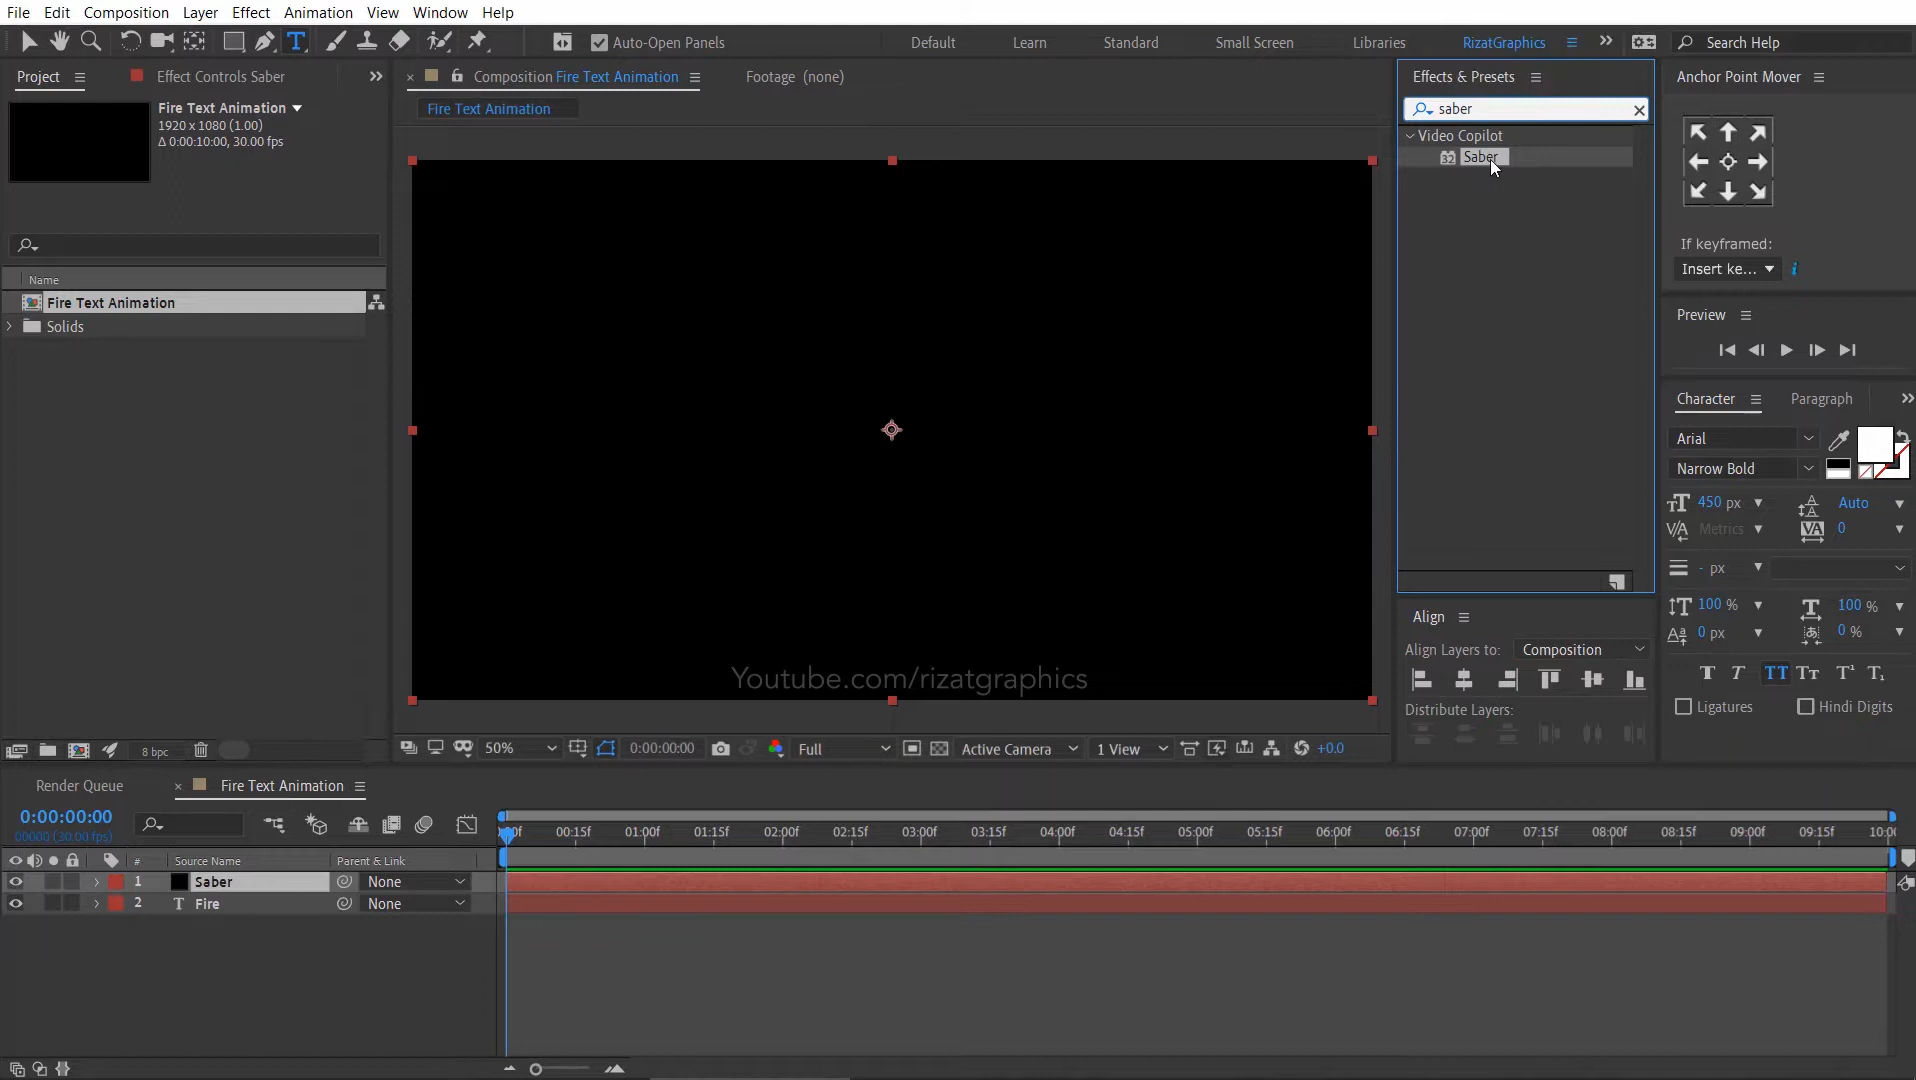 File Edit Composition Layer Effect Animation View Window Help
Auto-Open Panels Default Learn Standard Small Screen Libraries RizatGraphics Search Help
Project Effect Controls Saber
Fire Text Animation
1920 x 1080 (1.00)
Δ 0:00:10:00, 30.00 fps
Name
Fire Text Animation
Solids
8 bpc
Composition Fire Text Animation Footage (none)
Fire Text Animation
Youtube.com/rizatgraphics
50% 0:00:00:00 Full Active Camera 1 View +0.0
Effects & Presets
saber
Video Copilot
32 Saber
Align
Align Layers to: Composition
Distribute Layers:
Anchor Point Mover
If keyframed:
Insert ke...
Preview
Character Paragraph
Arial
Narrow Bold
450 px Auto
Metrics 0
- px
100 % 100 %
0 px 0 %
Ligatures Hindi Digits
Render Queue Fire Text Animation
0:00:00:00
00000 (30.00 fps)
00:15f 01:00f 01:15f 02:00f 02:15f 03:00f 03:15f 04:00f 04:15f 05:00f 05:15f 06:00f 06:15f 07:00f 07:15f 08:00f 08:15f 09:00f 09:15f
# Source Name Parent & Link
1 Saber None
2 T Fire None